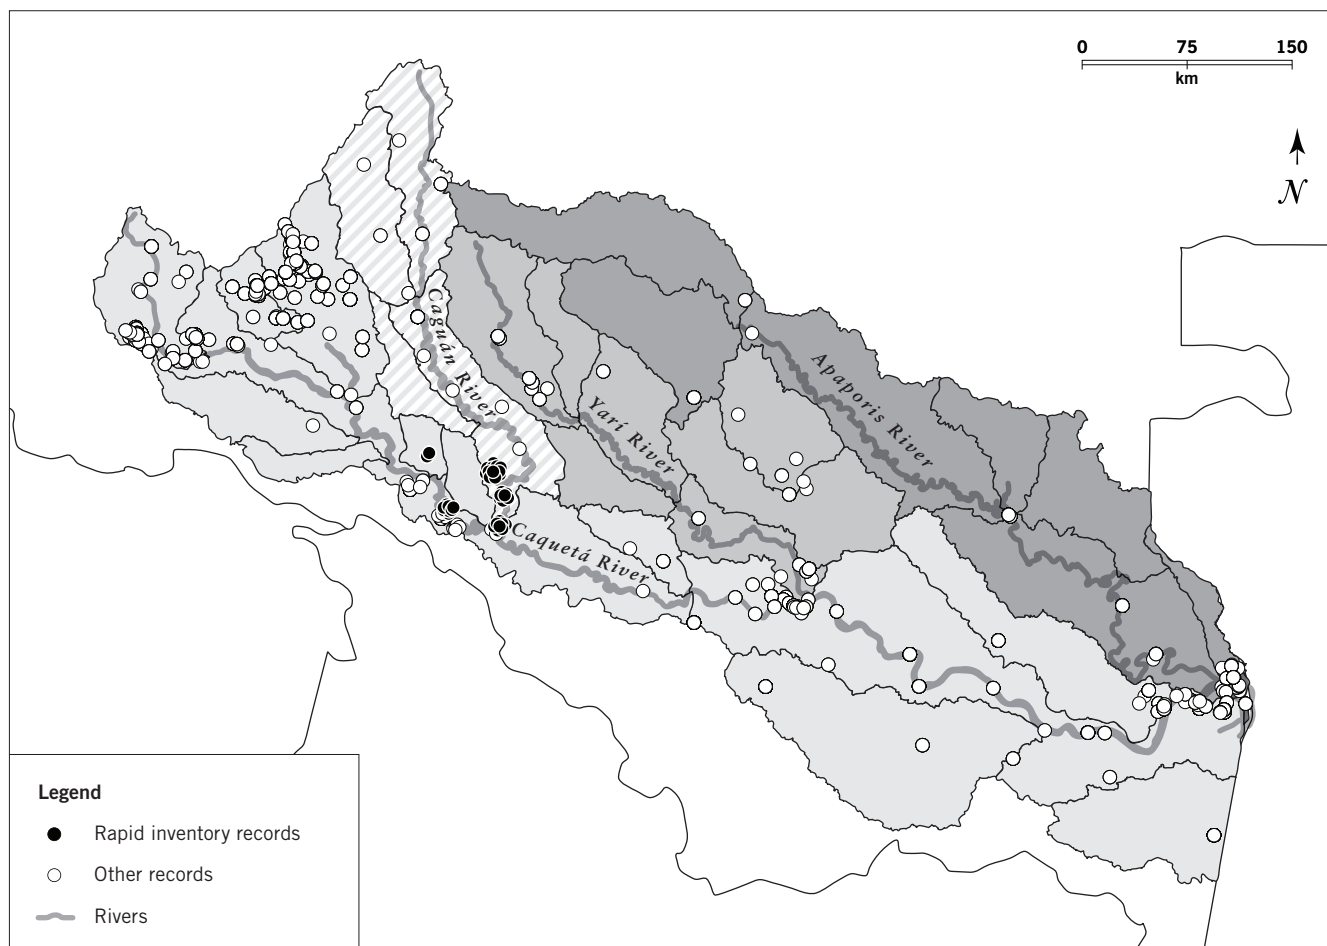 0 75 150
km
N
Caguán River
Yarí River
Apaporis River
Caquetá River
Legend
Rapid inventory records
Other records
Rivers